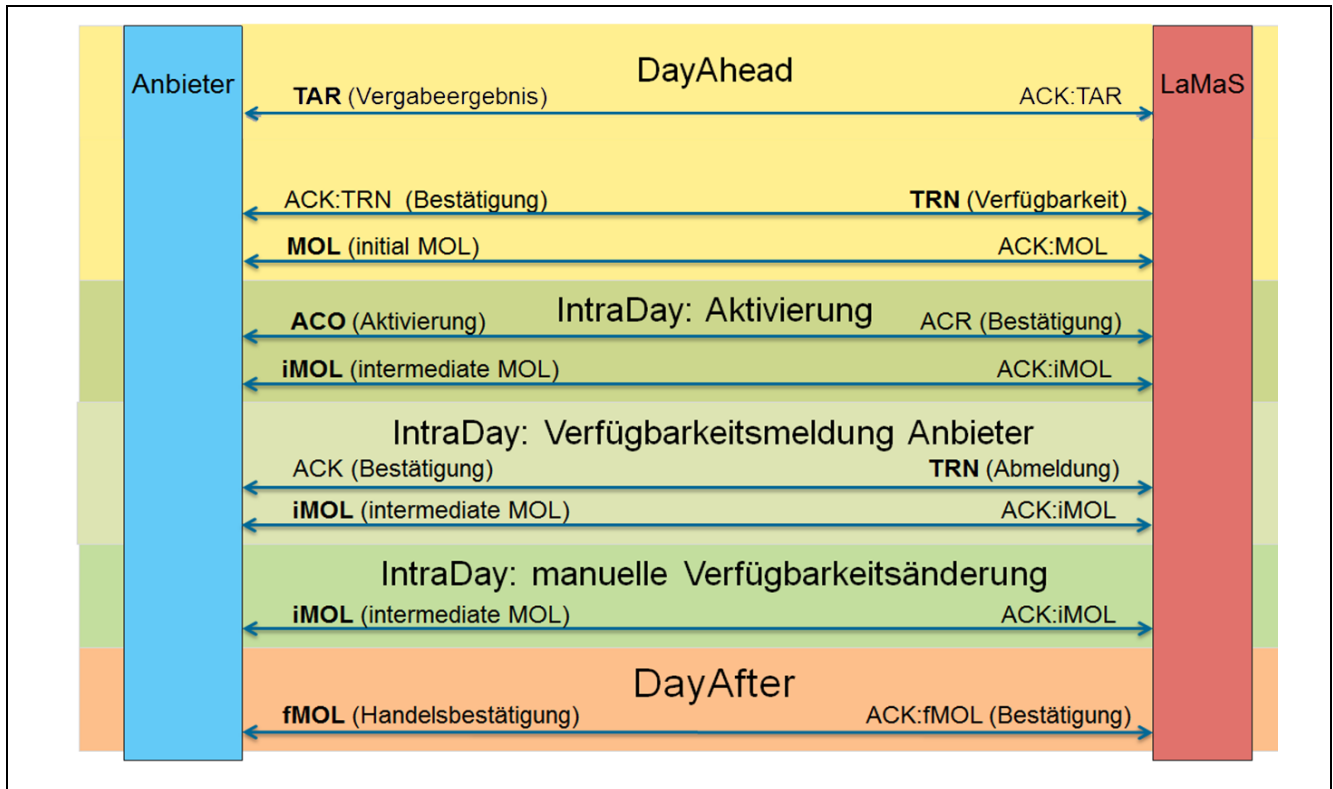 DayAhead
Anbieter
LaMaS
TAR (Vergabeergebnis) ACK:TAR
ACK:TRN (Bestätigung) TRN (Verfügbarkeit)
MOL (initial MOL) ACK:MOL
IntraDay: Aktivierung
ACO (Aktivierung) ACR (Bestätigung)
iMOL (intermediate MOL) ACK:iMOL
IntraDay: Verfügbarkeitsmeldung Anbieter
ACK (Bestätigung) TRN (Abmeldung)
iMOL (intermediate MOL) ACK:iMOL
IntraDay: manuelle Verfügbarkeitsänderung
iMOL (intermediate MOL) ACK:iMOL
DayAfter
fMOL (Handelsbestätigung) ACK:fMOL (Bestätigung)